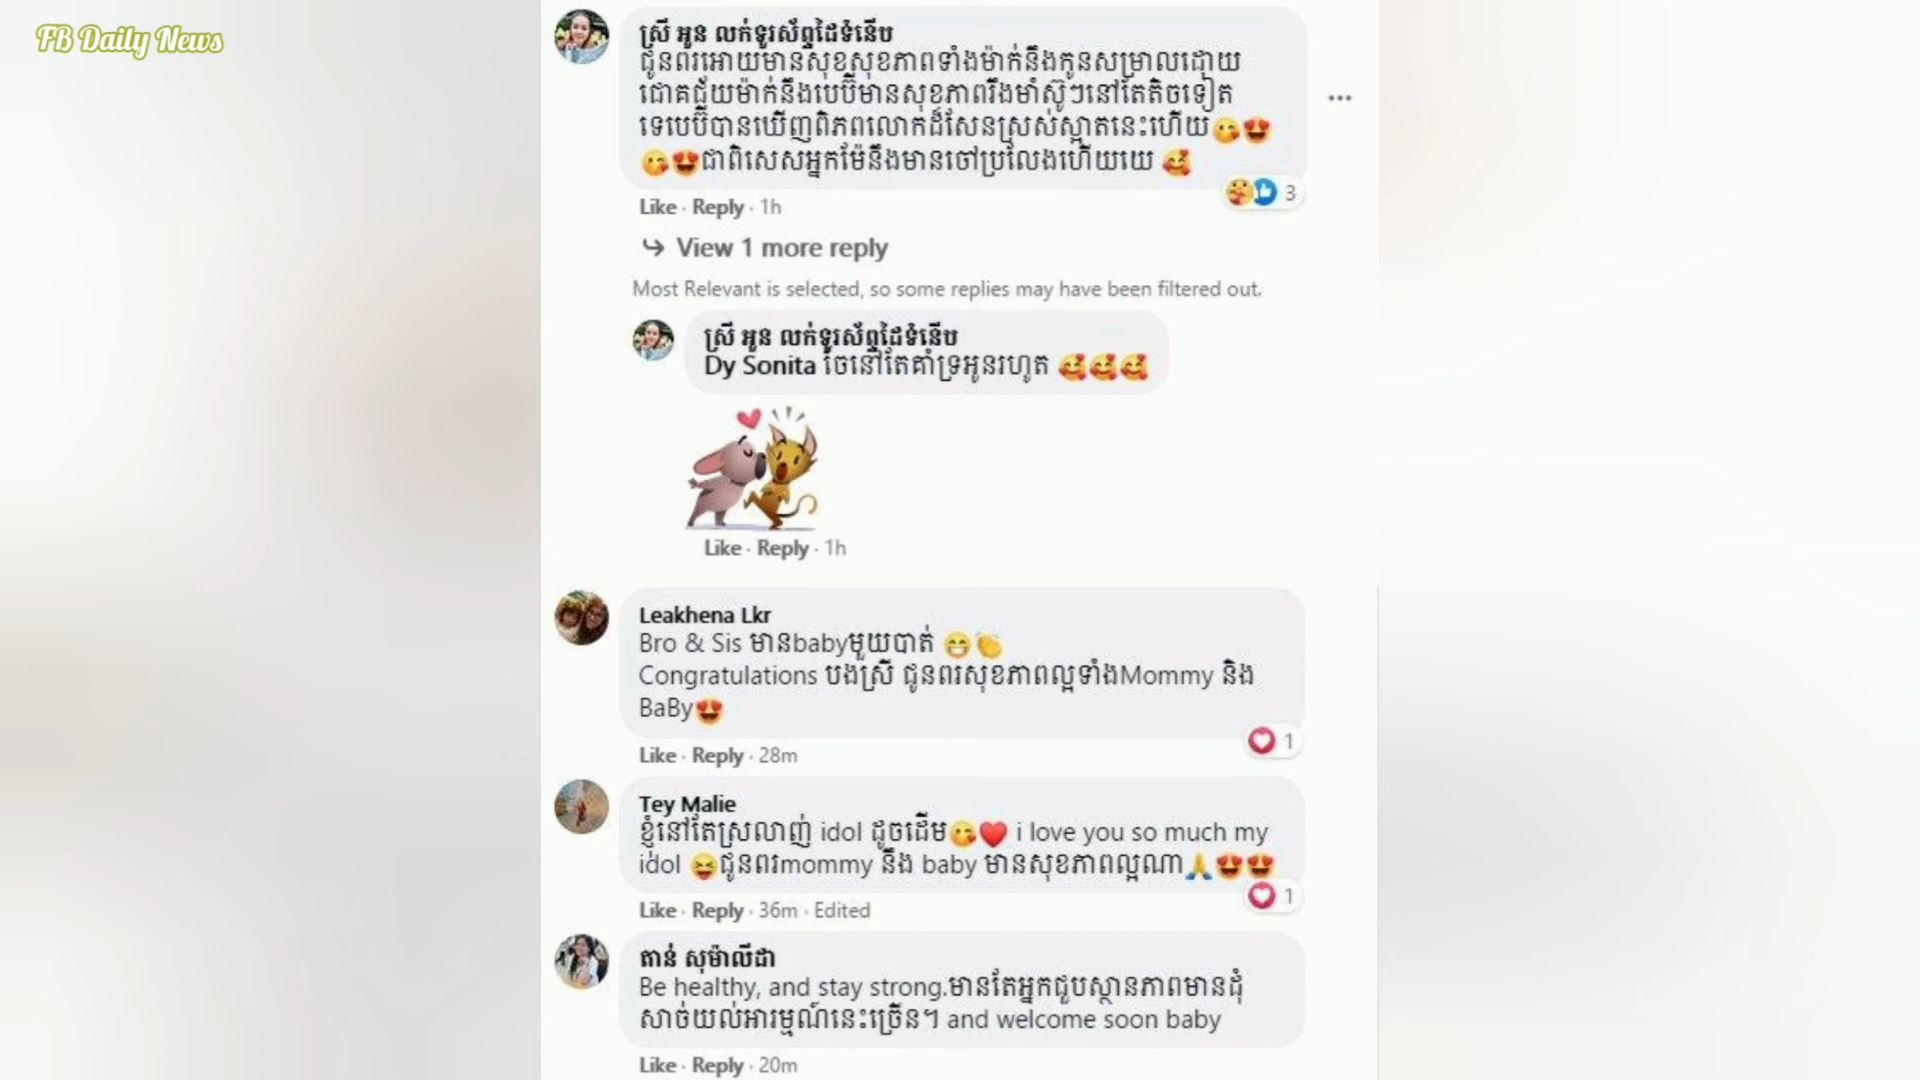 FB Daily News
ស្រី អូន លក់ទូរស័ព្ទដៃទំនើប
ជូនពរអោយមានសុខសុខភាពទាំងម៉ាក់នឹងកូនសម្រាលដោយ
ជោគជ័យម៉ាក់នឹងបេប៊ីមានសុខភាពរឹងមាំស៊ូៗនៅតែតិចទៀត
ទេបេប៊ីបានឃើញពិភពលោកដ៏សែនស្រស់ស្អាតនេះហើយ😋😍
😋😍ជាពិសេសអ្នកម៉ែនឹងមានចៅប្រលែងហើយយេ 🥰
3
Like · Reply · 1h
View 1 more reply
Most Relevant is selected, so some replies may have been filtered out.
ស្រី អូន លក់ទូរស័ព្ទដៃទំនើប
Dy Sonita ចែនៅតែគាំទ្រអូនរហូត 🥰🥰🥰
Like · Reply · 1h
Leakhena Lkr
Bro & Sis មានbabyមួយបាត់ 😁👏
Congratulations បងស្រី ជូនពរសុខភាពល្អទាំងMommy និង
BaBy😍
1
Like · Reply · 28m
Tey Malie
ខ្ញុំនៅតែស្រលាញ់ idol ដូចដើម😋❤️ i love you so much my
idol 😝ជូនពរmommy នឹង baby មានសុខភាពល្អណា🙏😍😍
1
Like · Reply · 36m · Edited
តាន់ សុម៉ាលីដា
Be healthy, and stay strong.មានតែអ្នកជួបស្ថានភាពមានដុំ
សាច់យល់អារម្មណ៍នេះច្រើន។ and welcome soon baby
Like · Reply · 20m